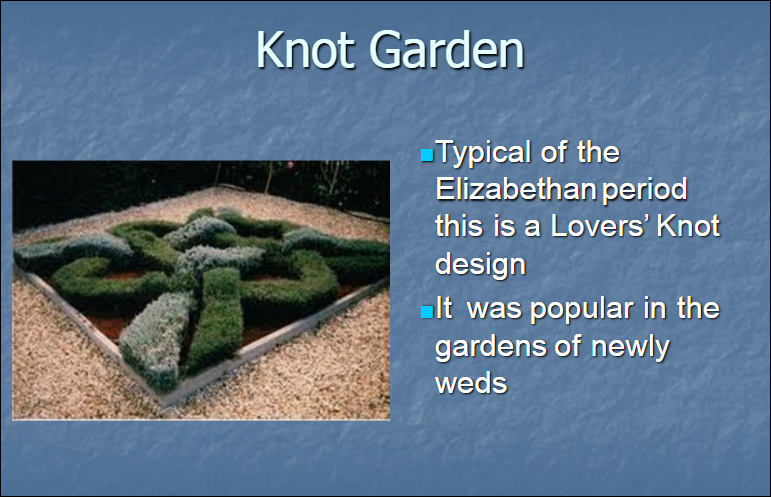 Knot Garden
Typical of the
Elizabethan period
this is a Lovers’ Knot
design
It was popular in the
gardens of newly
weds